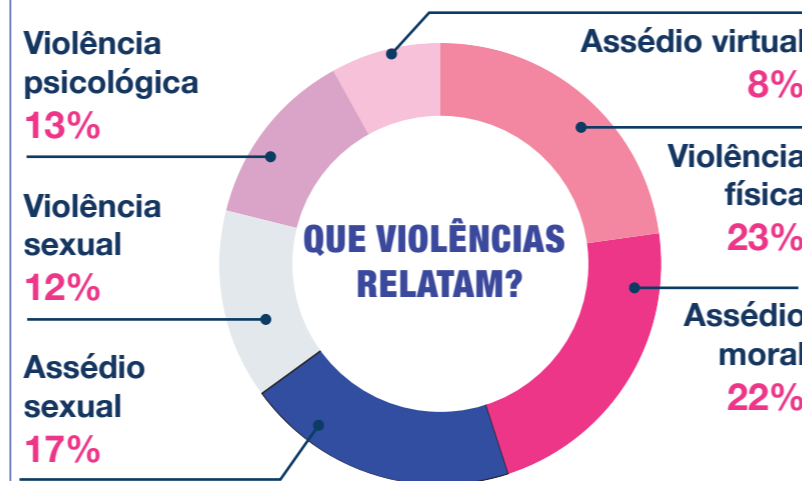 Violência
psicológica
13%
Violência
sexual
12%
Assédio
sexual
17%
QUE VIOLÊNCIAS
RELATAM?
Assédio virtual
8%
Violência
física
23%
Assédio
moral
22%